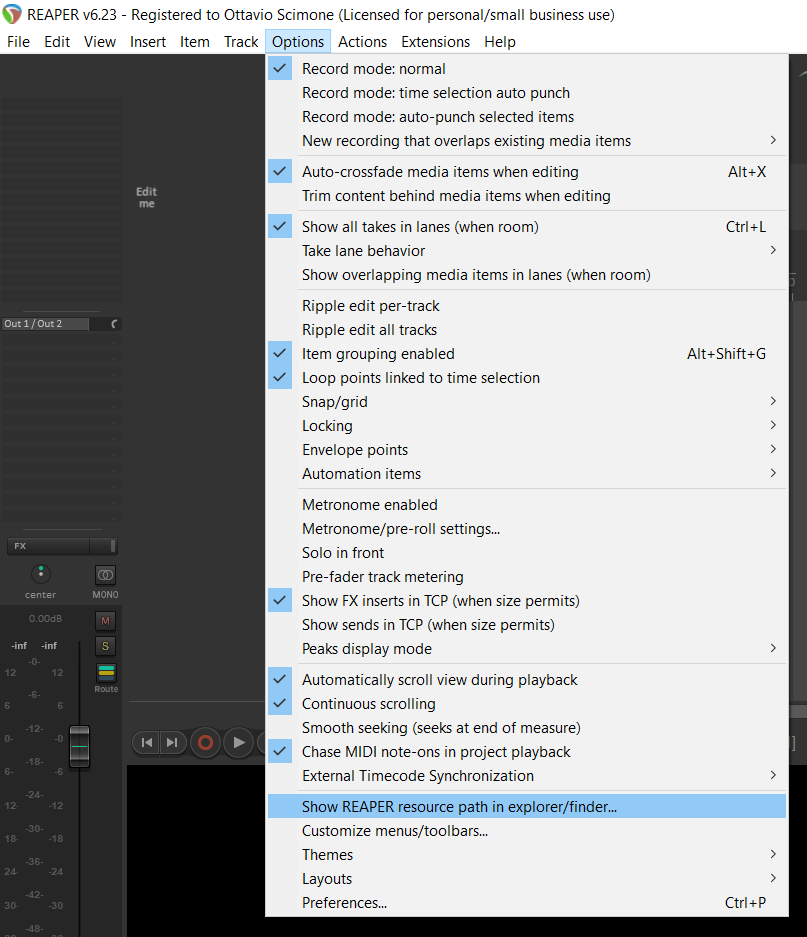 REAPER v6.23 - Registered to Ottavio Scimone (Licensed for personal/small business use)
File Edit View Insert Item Track Options Actions Extensions Help
Record mode: normal
Record mode: time selection auto punch
Record mode: auto-punch selected items
New recording that overlaps existing media items
Auto-crossfade media items when editing Alt+X
Trim content behind media items when editing
Show all takes in lanes (when room) Ctrl+L
Take lane behavior
Show overlapping media items in lanes (when room)
Ripple edit per-track
Ripple edit all tracks
Item grouping enabled Alt+Shift+G
Loop points linked to time selection
Snap/grid
Locking
Envelope points
Automation items
Metronome enabled
Metronome/pre-roll settings...
Solo in front
Pre-fader track metering
Show FX inserts in TCP (when size permits)
Show sends in TCP (when size permits)
Peaks display mode
Automatically scroll view during playback
Continuous scrolling
Smooth seeking (seeks at end of measure)
Chase MIDI note-ons in project playback
External Timecode Synchronization
Show REAPER resource path in explorer/finder...
Customize menus/toolbars...
Themes
Layouts
Preferences... Ctrl+P
Edit
me
Out 1 / Out 2
FX
center
MONO
0.00dB
M
-inf -inf
S
Route
-0-
12 12
-6-
6 6
-12-
0- -0
-18-
6- -6
-24-
12- -12
-30-
18- -18
-36-
24- -24
-42-
30- -30
-48-